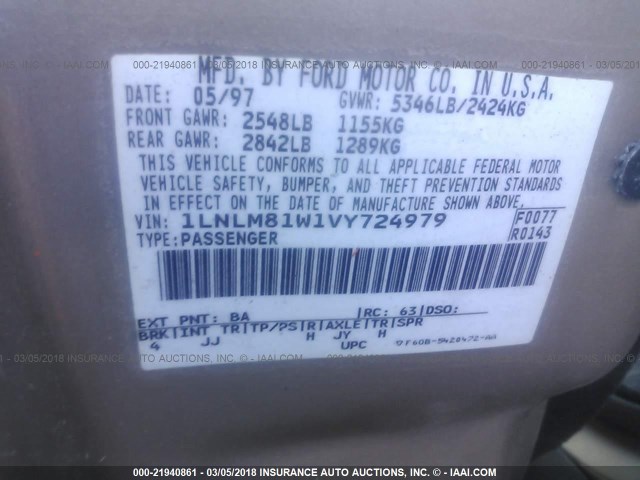 000-21940861 - 03/05/2018 INSURANCE AUTO AUCTIONS INC. - IAAI.COM
MFD. BY FORD MOTOR CO. IN U.S.A.
DATE: 05/97 GVWR: 5346LB/2424KG
FRONT GAWR: 2548LB 1155KG
REAR GAWR: 2842LB 1289KG
THIS VEHICLE CONFORMS TO ALL APPLICABLE FEDERAL MOTOR
VEHICLE SAFETY, BUMPER, AND THEFT PREVENTION STANDARDS
IN EFFECT ON THE DATE OF MANUFACTURE SHOWN ABOVE.
VIN: 1LNLM81W1VY724979 F0077
TYPE: PASSENGER R0143
EXT PNT: BA RC: 63 DSO:
BRK INT TR TP/PS R AXLE TR SPR
4 JJ H JY H
UPC
000-21940861 - 03/05/2018 INSURANCE AUTO AUCTIONS INC. - IAAI.COM